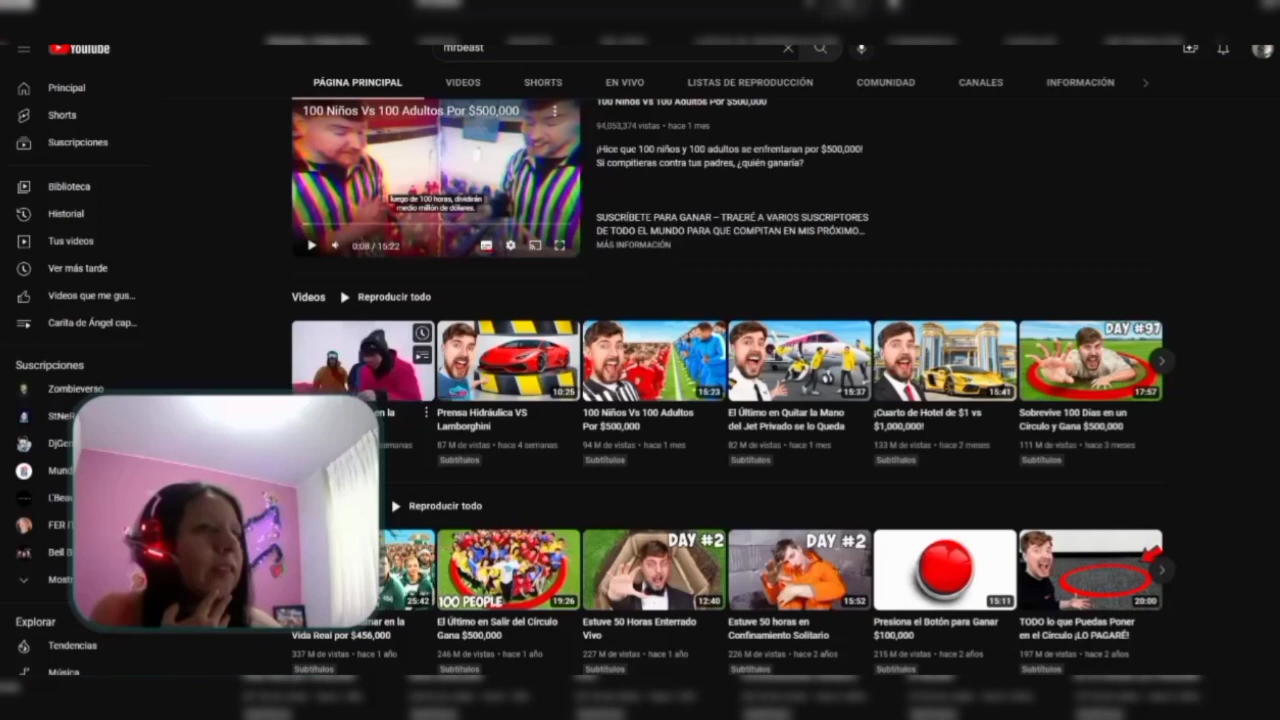 YouTube
mrbeast
PÁGINA PRINCIPAL
VIDEOS
SHORTS
EN VIVO
LISTAS DE REPRODUCCIÓN
COMUNIDAD
CANALES
INFORMACIÓN
Principal
Shorts
Suscripciones
Biblioteca
Historial
Tus videos
Ver más tarde
Videos que me gus...
Carita de Ángel cap...
Suscripciones
Zombieverso
Explorar
Tendencias
Música
100 Niños Vs 100 Adultos Por $500,000
luego de 100 horas, dividirán
medio millón de dólares.
0:08 / 15:22
100 Niños Vs 100 Adultos Por $500,000
94,053,374 vistas • hace 1 mes
¡Hice que 100 niños y 100 adultos se enfrentaran por $500,000!
Si compitieras contra tus padres, ¿quién ganaría?
SUSCRÍBETE PARA GANAR – TRAERÉ A VARIOS SUSCRIPTORES
DE TODO EL MUNDO PARA QUE COMPITAN EN MIS PRÓXIMO...
MÁS INFORMACIÓN
Videos
Reproducir todo
en la
semanas
10:25
Prensa Hidráulica VS
Lamborghini
87 M de vistas • hace 4 semanas
Subtítulos
15:23
100 Niños Vs 100 Adultos
Por $500,000
94 M de vistas • hace 1 mes
Subtítulos
15:37
El Último en Quitar la Mano
del Jet Privado se lo Queda
82 M de vistas • hace 1 mes
Subtítulos
15:41
¡Cuarto de Hotel de $1 vs
$1,000,000!
133 M de vistas • hace 2 meses
Subtítulos
DAY #97
17:57
Sobrevive 100 Días en un
Círculo y Gana $500,000
111 M de vistas • hace 3 meses
Subtítulos
Reproducir todo
25:42
en la
Vida Real por $456,000
337 M de vistas • hace 1 año
Subtítulos
100 PEOPLE
19:26
El Último en Salir del Círculo
Gana $500,000
246 M de vistas • hace 1 año
Subtítulos
DAY #2
12:40
Estuve 50 Horas Enterrado
Vivo
227 M de vistas • hace 1 año
Subtítulos
DAY #2
15:52
Estuve 50 horas en
Confinamiento Solitario
226 M de vistas • hace 2 años
Subtítulos
15:11
Presiona el Botón para Ganar
$100,000
215 M de vistas • hace 2 años
Subtítulos
20:00
TODO lo que Puedas Poner
en el Círculo ¡LO PAGARÉ!
197 M de vistas • hace 2 años
Subtítulos